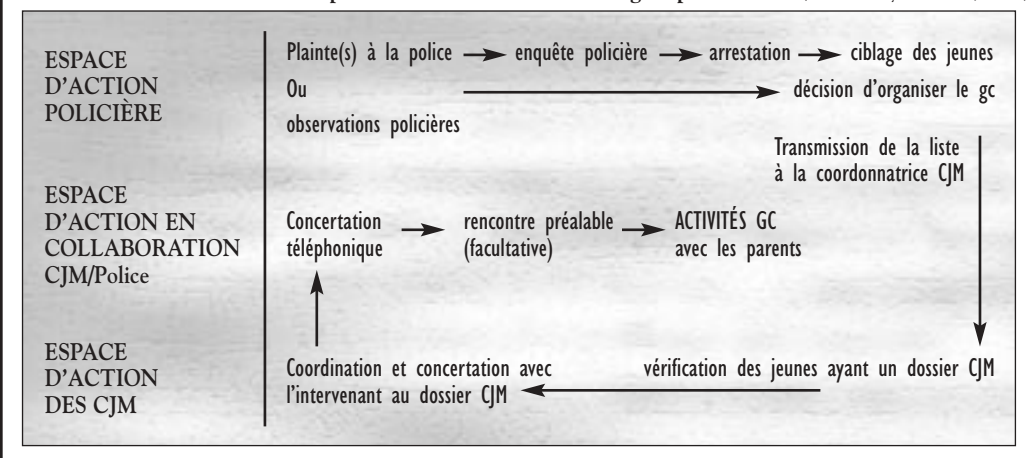 ESPACE
D'ACTION
POLICIÈRE
Plainte(s) à la police → enquête policière → arrestation → ciblage des jeunes
Ou → décision d'organiser le gc
observations policières
Transmission de la liste
à la coordonnatrice CJM
ESPACE
D'ACTION EN
COLLABORATION
CJM/Police
Concertation
téléphonique
rencontre préalable
(facultative)
ACTIVITÉS GC
avec les parents
ESPACE
D'ACTION
DES CJM
Coordination et concertation avec
l'intervenant au dossier CJM
vérification des jeunes ayant un dossier CJM